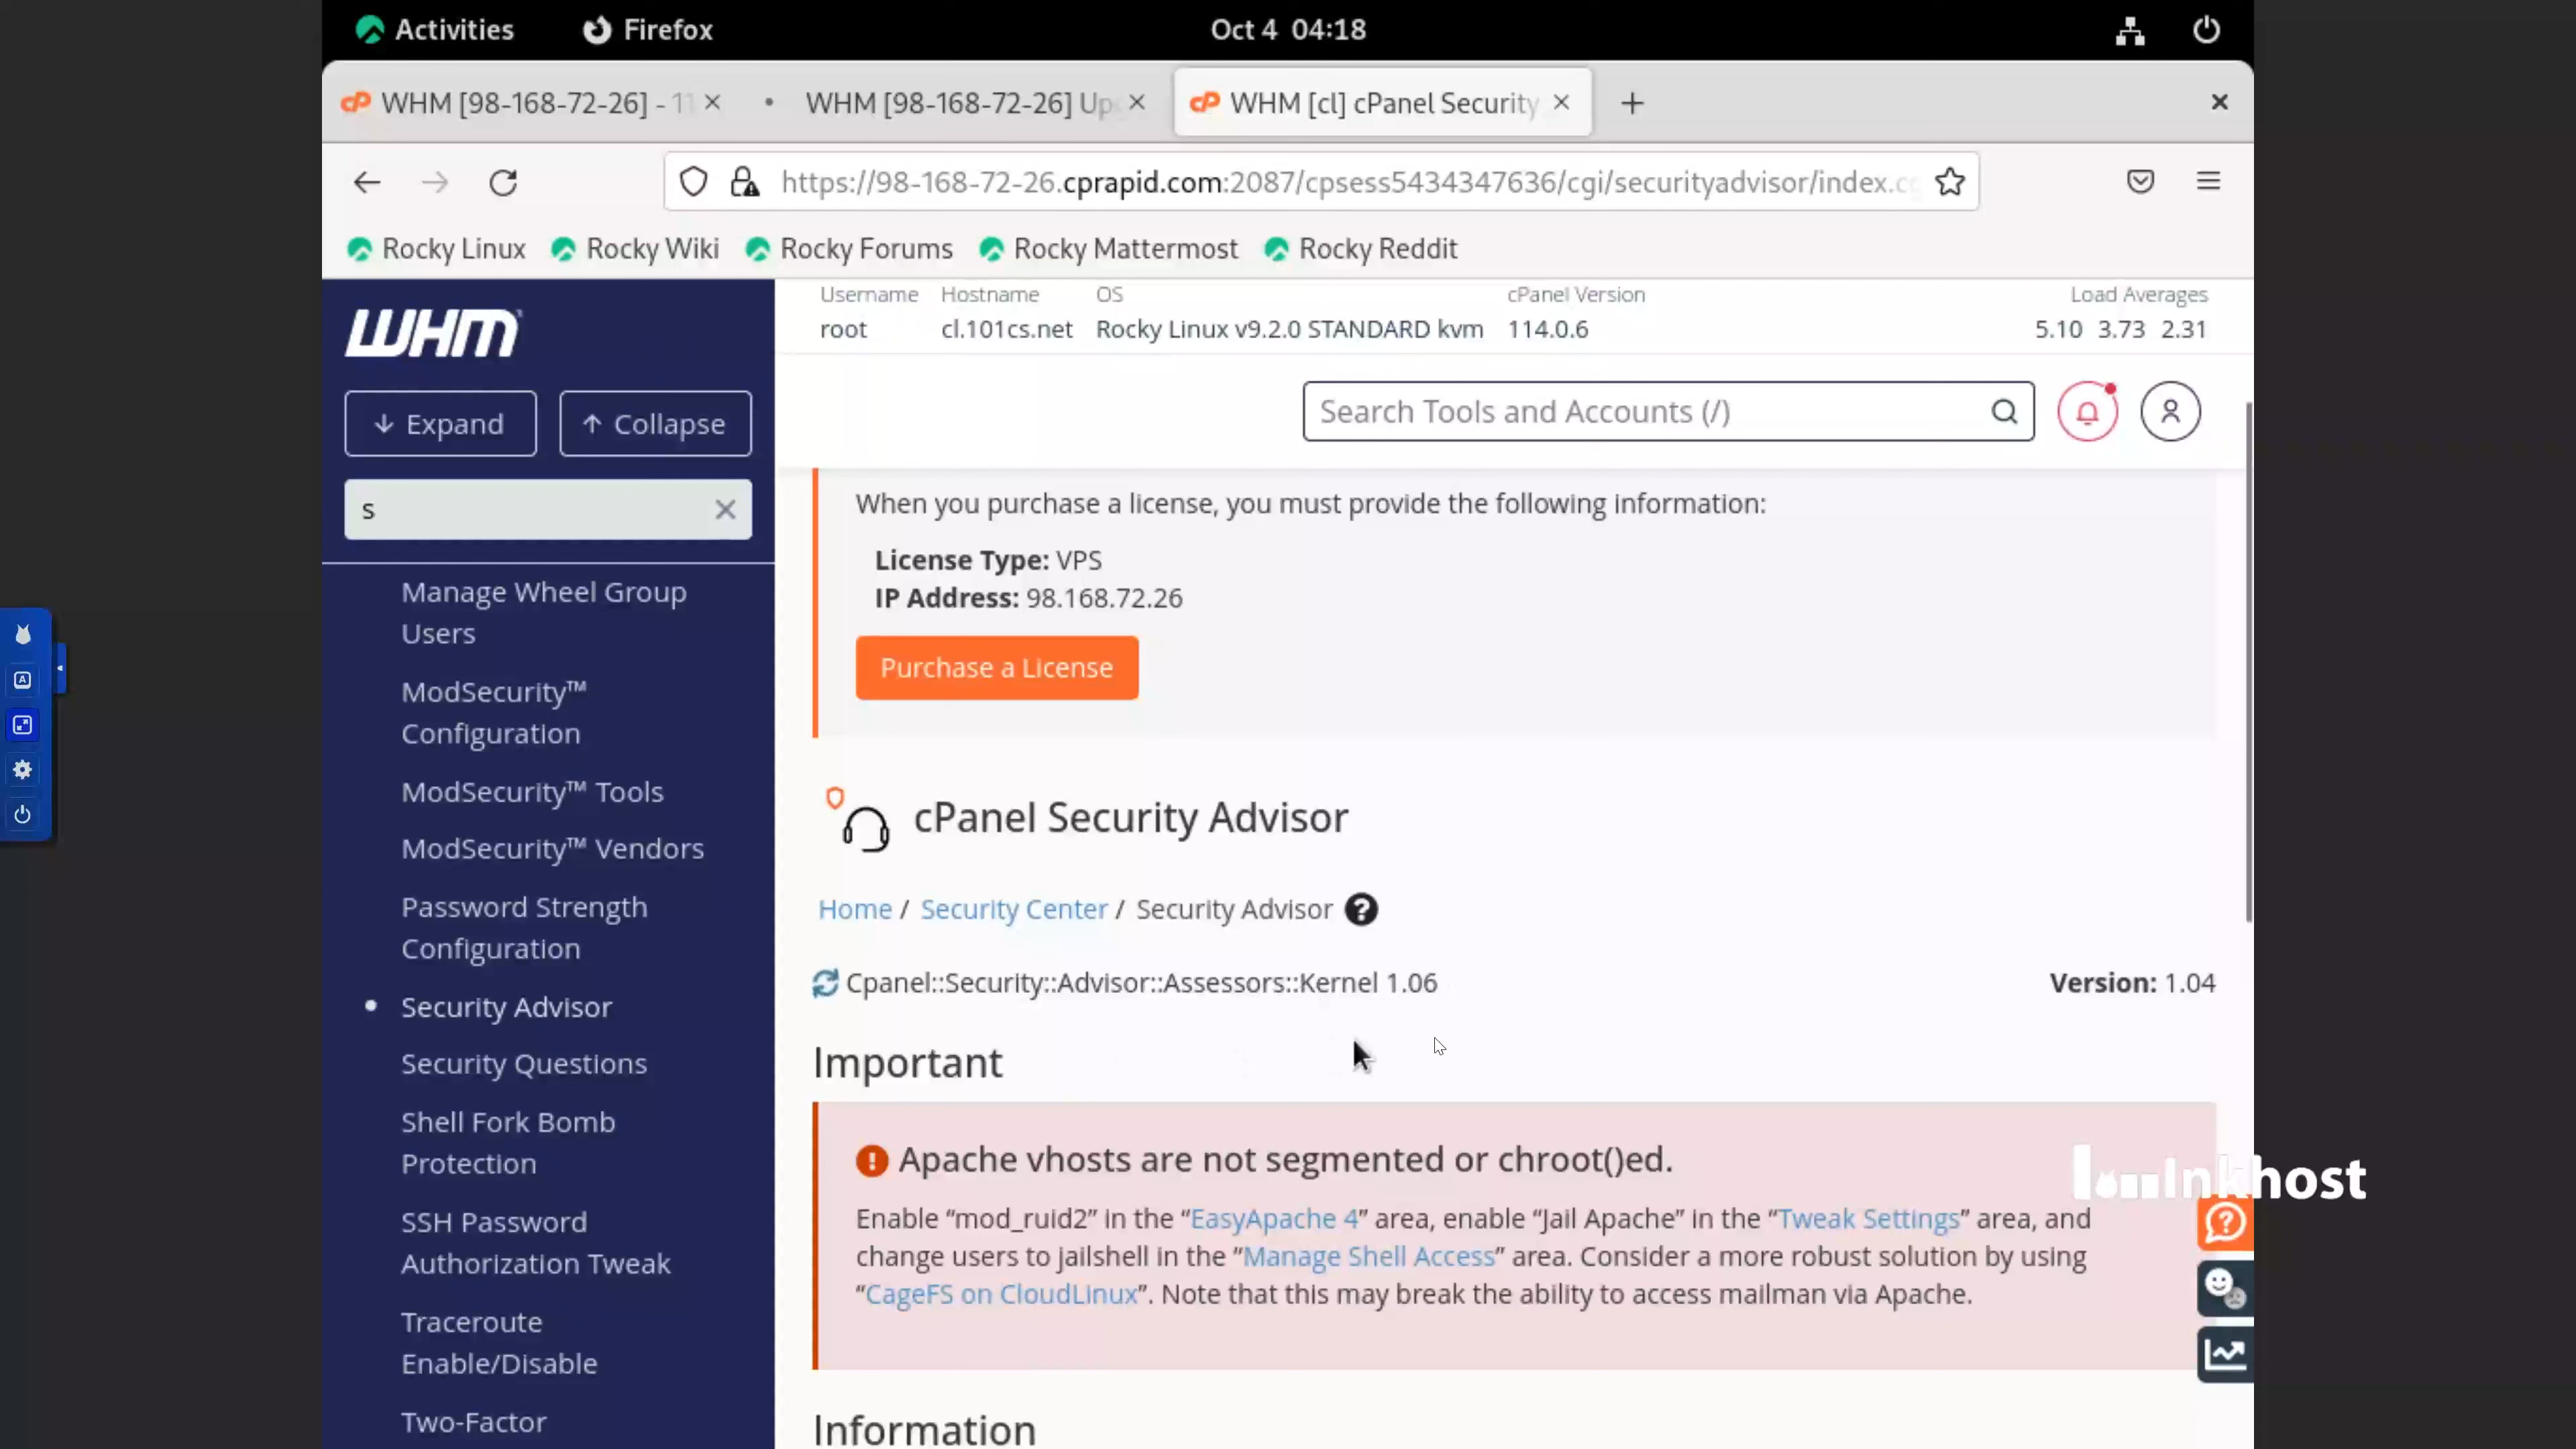 Activities
Firefox
Oct 4 04:18
WHM [98-168-72-26] - 11
WHM [98-168-72-26] Up
WHM [cl] cPanel Security
https://98-168-72-26.cprapid.com:2087/cpsess5434347636/cgi/securityadvisor/index.c
Rocky Linux
Rocky Wiki
Rocky Forums
Rocky Mattermost
Rocky Reddit
WHM
Expand
Collapse
s
Manage Wheel Group
Users
ModSecurity™
Configuration
ModSecurity™ Tools
ModSecurity™ Vendors
Password Strength
Configuration
Security Advisor
Security Questions
Shell Fork Bomb
Protection
SSH Password
Authorization Tweak
Traceroute
Enable/Disable
Two-Factor
Username Hostname OS cPanel Version Load Averages
root cl.101cs.net Rocky Linux v9.2.0 STANDARD kvm 114.0.6 5.10 3.73 2.31
Search Tools and Accounts (/)
When you purchase a license, you must provide the following information:
License Type: VPS
IP Address: 98.168.72.26
Purchase a License
cPanel Security Advisor
Home / Security Center / Security Advisor
Cpanel::Security::Advisor::Assessors::Kernel 1.06
Version: 1.04
Important
Apache vhosts are not segmented or chroot()ed.
Enable “mod_ruid2” in the “EasyApache 4” area, enable “Jail Apache” in the “Tweak Settings” area, and
change users to jailshell in the “Manage Shell Access” area. Consider a more robust solution by using
“CageFS on CloudLinux”. Note that this may break the ability to access mailman via Apache.
Inkhost
Information